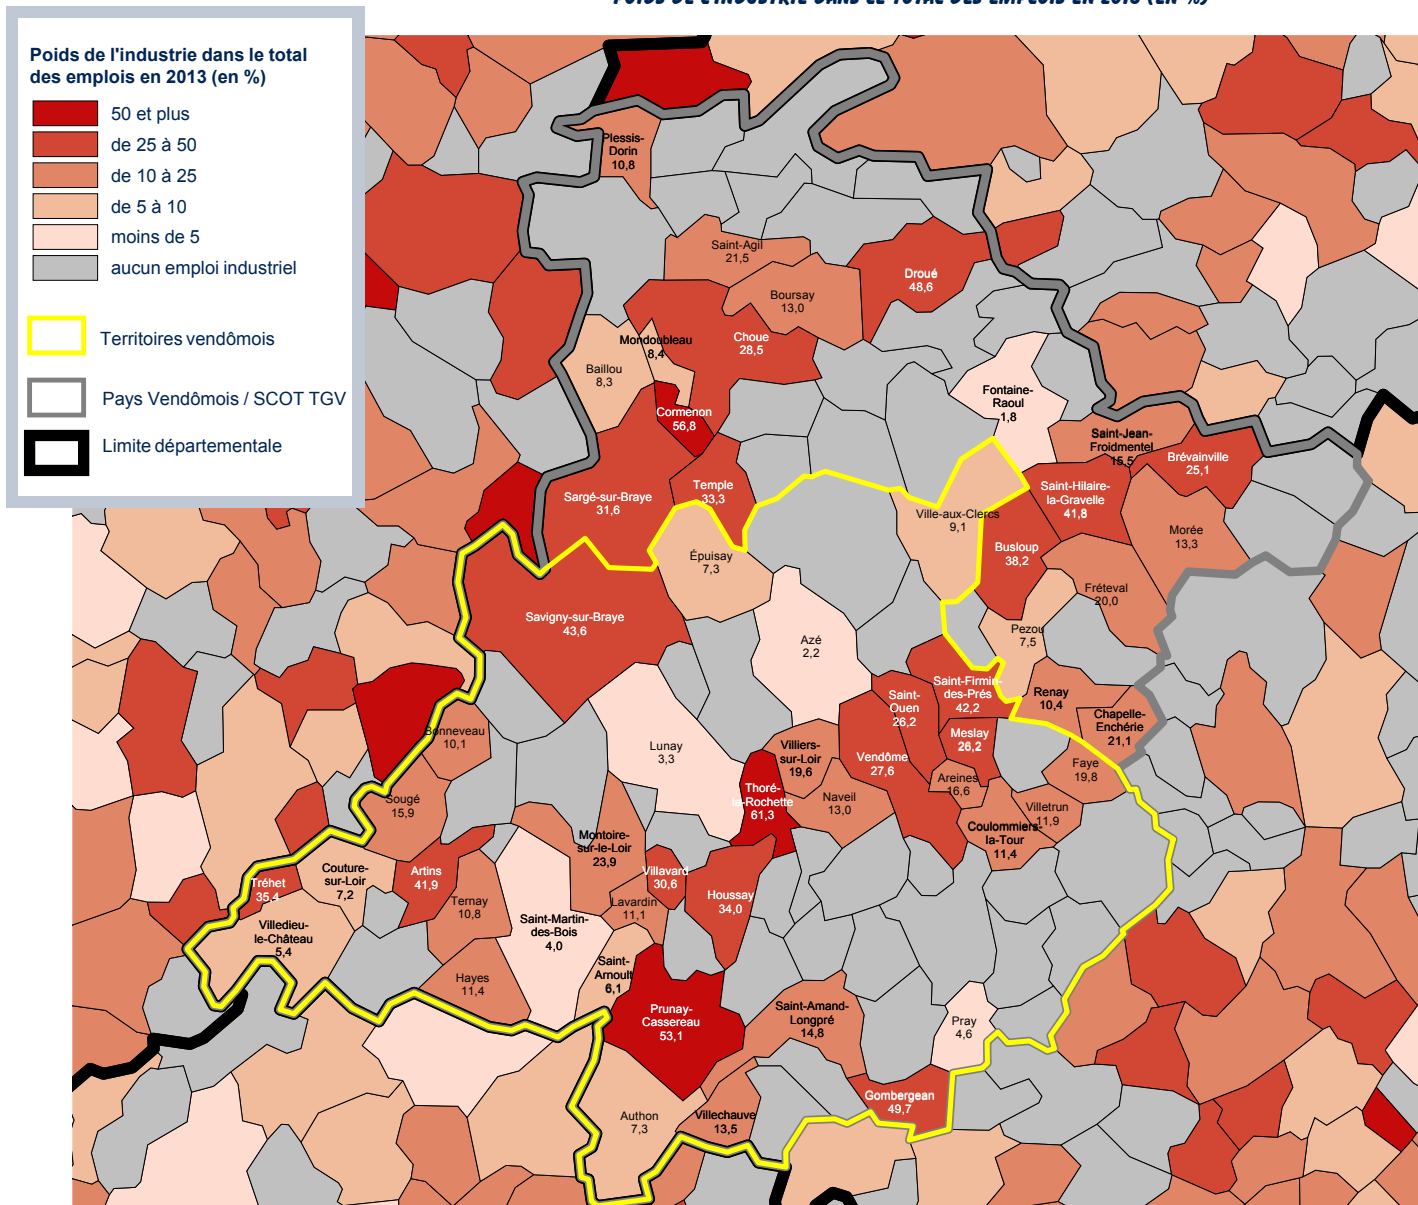 POIDS DE L'INDUSTRIE DANS LE TOTAL DES EMPLOIS EN 2013 (EN %)
Poids de l'industrie dans le total
des emplois en 2013 (en %)
50 et plus
de 25 à 50
de 10 à 25
de 5 à 10
moins de 5
aucun emploi industriel
Territoires vendômois
Pays Vendômois / SCOT TGV
Limite départementale
Plessis-
Dorin
10,8
Saint-Agil
21,5
Droué
48,6
Boursay
13,0
Mondoubleau
8,4
Choue
28,5
Baillou
8,3
Fontaine-
Raoul
1,8
Cormenon
56,8
Saint-Jean-
Froidmentel
15,5
Brévainville
25,1
Sargé-sur-Braye
31,6
Temple
33,3
Saint-Hilaire-
la-Gravelle
41,8
Ville-aux-Clercs
9,1
Morée
13,3
Épuisay
7,3
Busloup
38,2
Fréteval
20,0
Savigny-sur-Braye
43,6
Azé
2,2
Pezou
7,5
Saint-Firmin-
des-Prés
42,2
Saint-
Ouen
26,2
Renay
10,4
Chapelle-
Enchérie
21,1
Bonneveau
10,1
Lunay
3,3
Villiers-
sur-Loir
19,6
Meslay
26,2
Vendôme
27,6
Faye
19,8
Areines
16,6
Thoré-
la-Rochette
61,3
Naveil
13,0
Sougé
15,9
Villetrun
11,9
Coulommiers-
la-Tour
11,4
Montoire-
sur-le-Loir
23,9
Couture-
sur-Loir
7,2
Artins
41,9
Villavard
30,6
Tréhet
35,4
Houssay
34,0
Ternay
10,8
Lavardin
11,1
Saint-Martin-
des-Bois
4,0
Villedieu-
le-Château
5,4
Saint-
Arnoult
6,1
Hayes
11,4
Prunay-
Cassereau
53,1
Saint-Amand-
Longpré
14,8
Pray
4,6
Gombergean
49,7
Authon
7,3
Villechauve
13,5